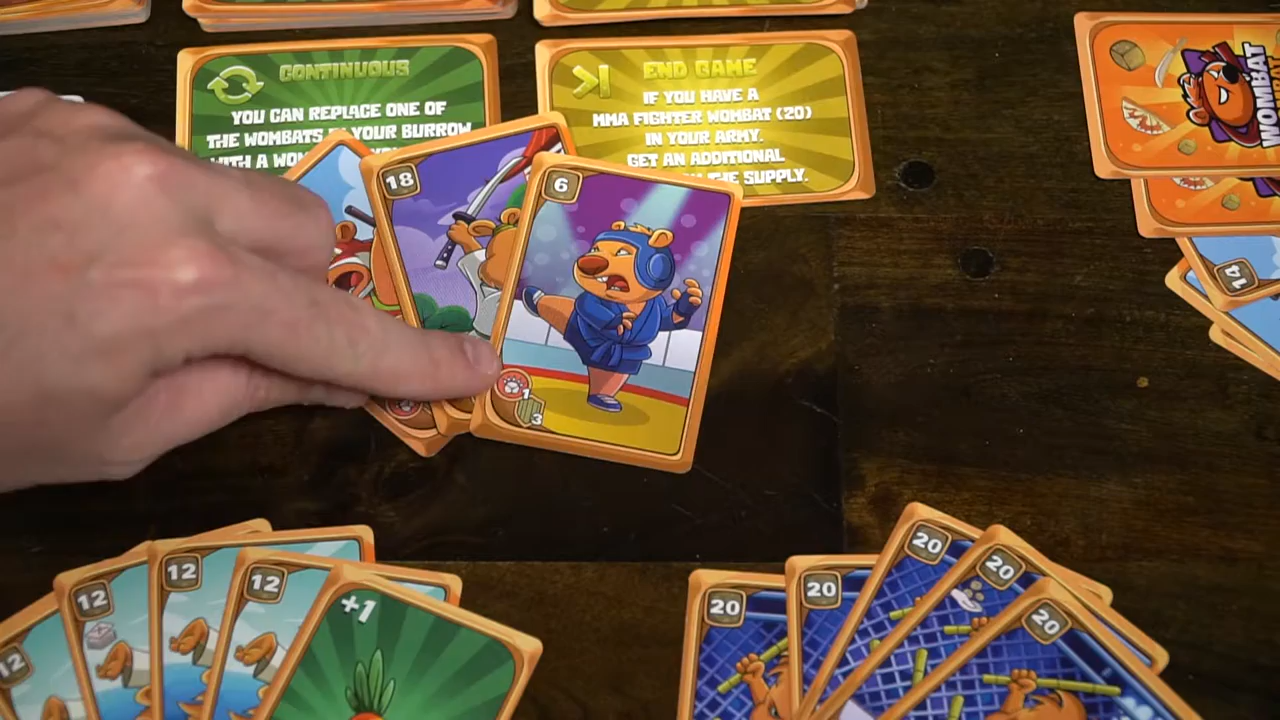 CONTINUOUS
YOU CAN REPLACE ONE OF
THE WOMBATS YOUR BURROW
WITH A
END GAME
IF YOU HAVE A
MMA FIGHTER WOMBAT (20)
IN YOUR ARMY.
GET AN ADDITIONAL
THE SUPPLY.
WOMBAT
14
18
6
1
3
12
12
12
12
+1
20
20
20
20
20